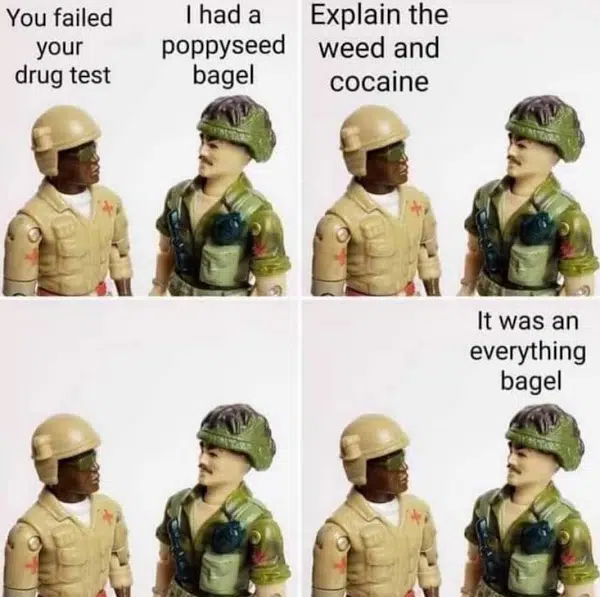 You failed
your
drug test
I had a
poppyseed
bagel
Explain the
weed and
cocaine
It was an
everything
bagel